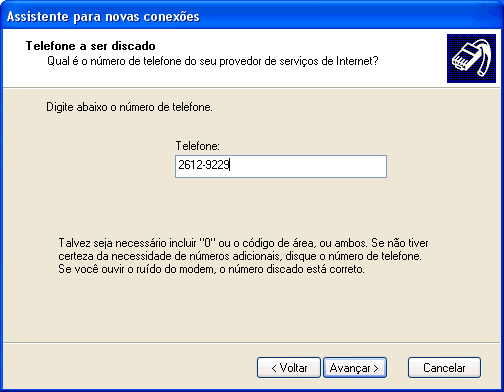 Assistente para novas conexões
Telefone a ser discado
Qual é o número de telefone do seu provedor de serviços de Internet?
Digite abaixo o número de telefone.
Telefone:
2612-9229
Talvez seja necessário incluir "0" ou o código de área, ou ambos. Se não tiver
certeza da necessidade de números adicionais, disque o número de telefone.
Se você ouvir o ruído do modem, o número discado está correto.
< Voltar
Avançar >
Cancelar